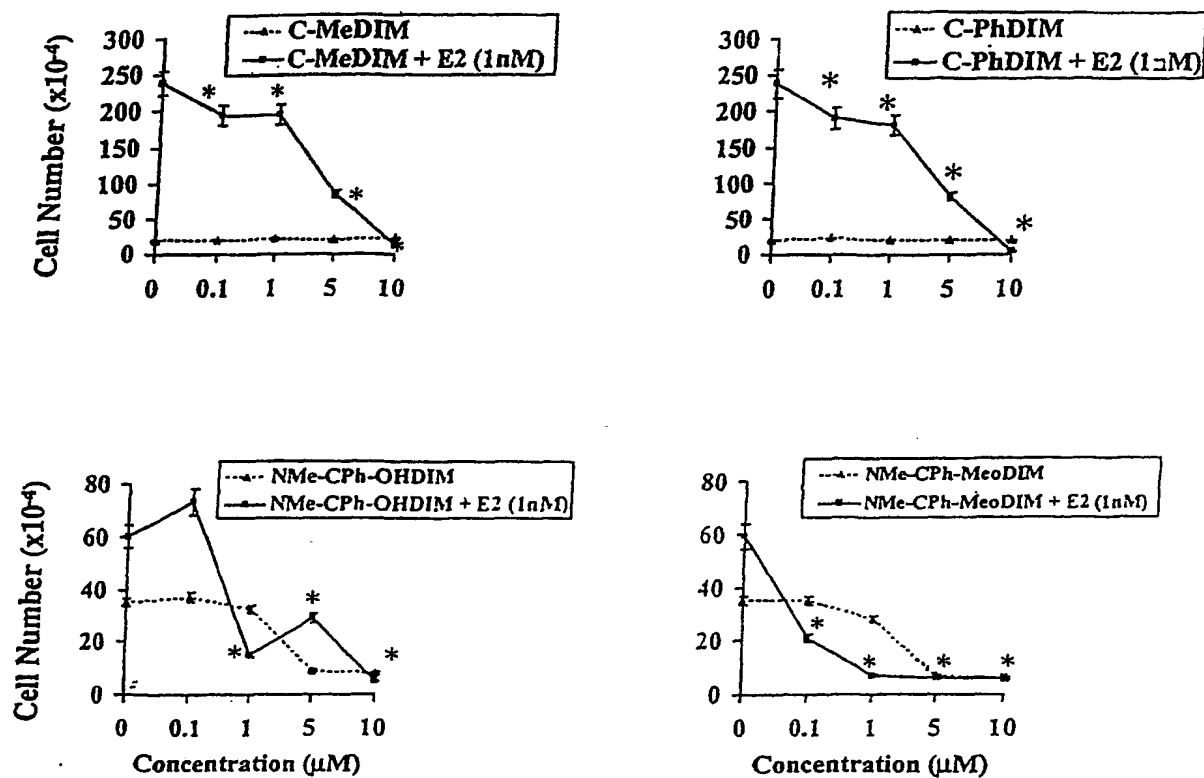 C-MeDIM
C-MeDIM + E2 (1nM)
Cell Number (x10-4)
300
250
200
150
100
50
0
* * * *
0 0.1 1 5 10
C-PhDIM
C-PhDIM + E2 (1nM)
300
250
200
150
100
50
0
* * * *
0 0.1 1 5 10
NMe-CPh-OHDIM
NMe-CPh-OHDIM + E2 (1nM)
Cell Number (x10-4)
80
60
40
20
0
* * *
0 0.1 1 5 10
Concentration (μM)
NMe-CPh-MeoDIM
NMe-CPh-MeoDIM + E2 (1nM)
80
60
40
20
0
* * * *
0 0.1 1 5 10
Concentration (μM)